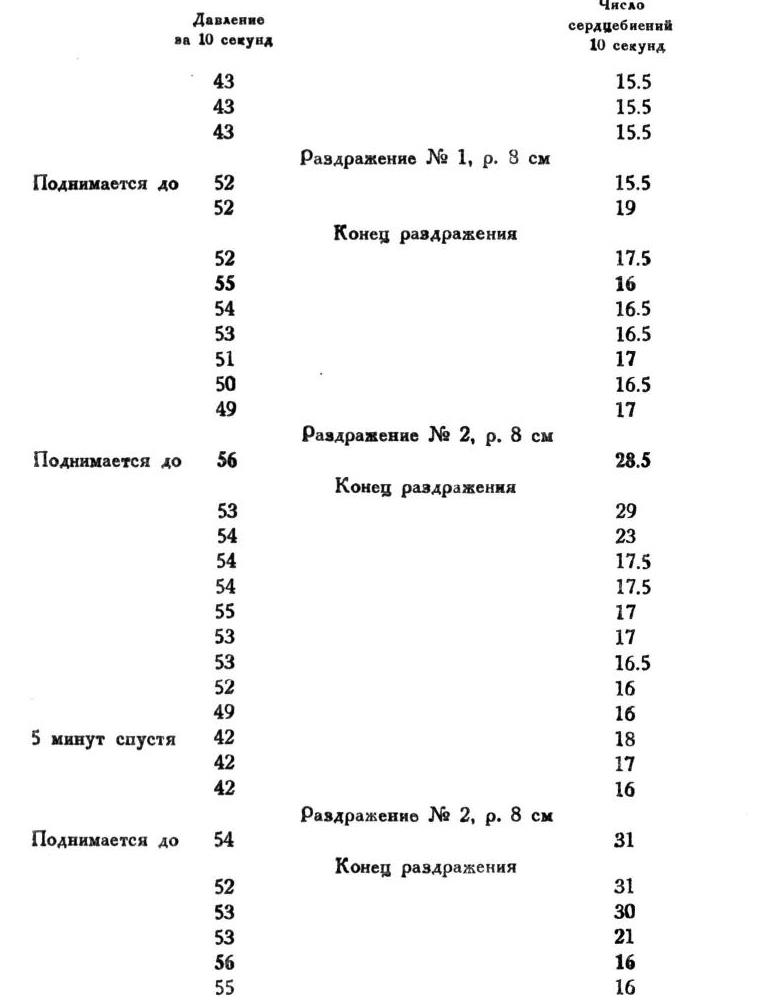 Давление за 10 секунд Число сердцебиений 10 секунд
43 15.5
43 15.5
43 15.5
Раздражение № 1, р. 8 см
Поднимается до 52 15.5
52 19
Конец раздражения
52 17.5
55 16
54 16.5
53 16.5
51 17
50 16.5
49 17
Раздражение № 2, р. 8 см
Поднимается до 56 28.5
Конец раздражения
53 29
54 23
54 17.5
54 17.5
55 17
53 17
53 16.5
52 16
49 16
5 минут спустя 42 18
42 17
42 16
Раздражение № 2, р. 8 см
Поднимается до 54 31
Конец раздражения
52 31
53 30
53 21
56 16
55 16